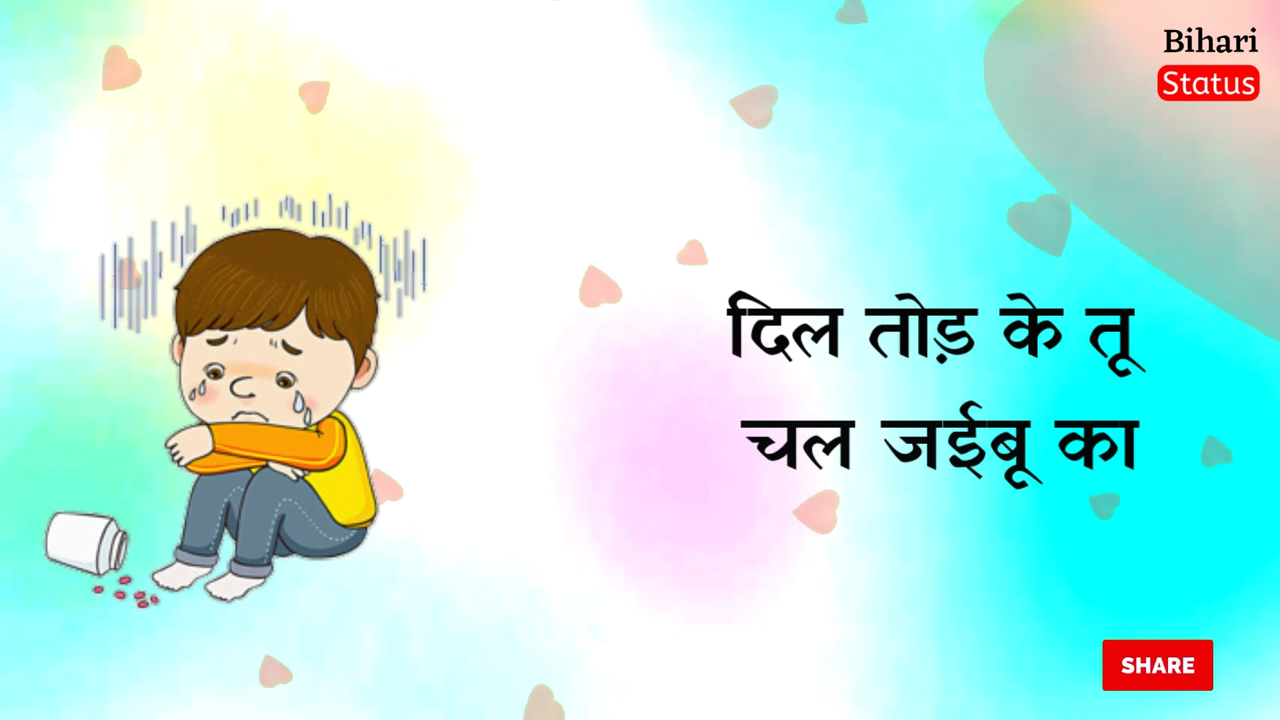 Bihari
Status
दिल तोड़ के तू
चल जईबू का
SHARE